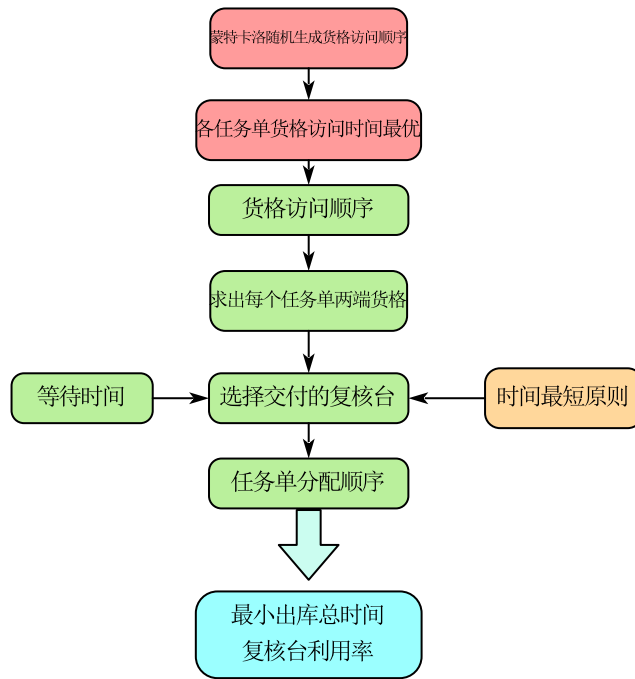 蒙特卡洛随机生成货格访问顺序
各任务单货格访问时间最优
货格访问顺序
求出每个任务单两端货格
等待时间
选择交付的复核台
时间最短原则
任务单分配顺序
最小出库总时间
复核台利用率